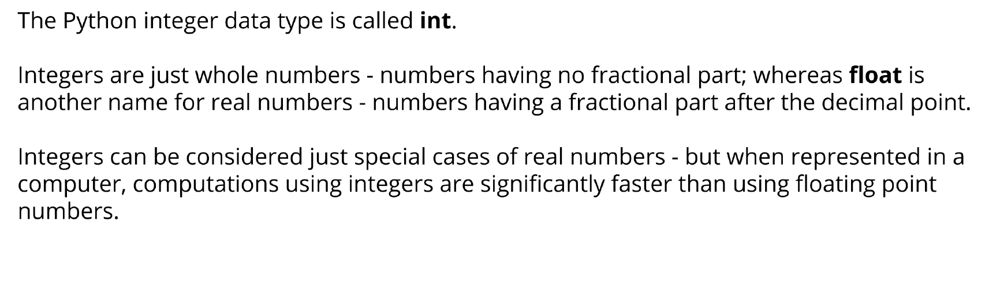 The Python integer data type is called int.
Integers are just whole numbers - numbers having no fractional part; whereas float is
another name for real numbers - numbers having a fractional part after the decimal point.
Integers can be considered just special cases of real numbers - but when represented in a
computer, computations using integers are significantly faster than using floating point
numbers.